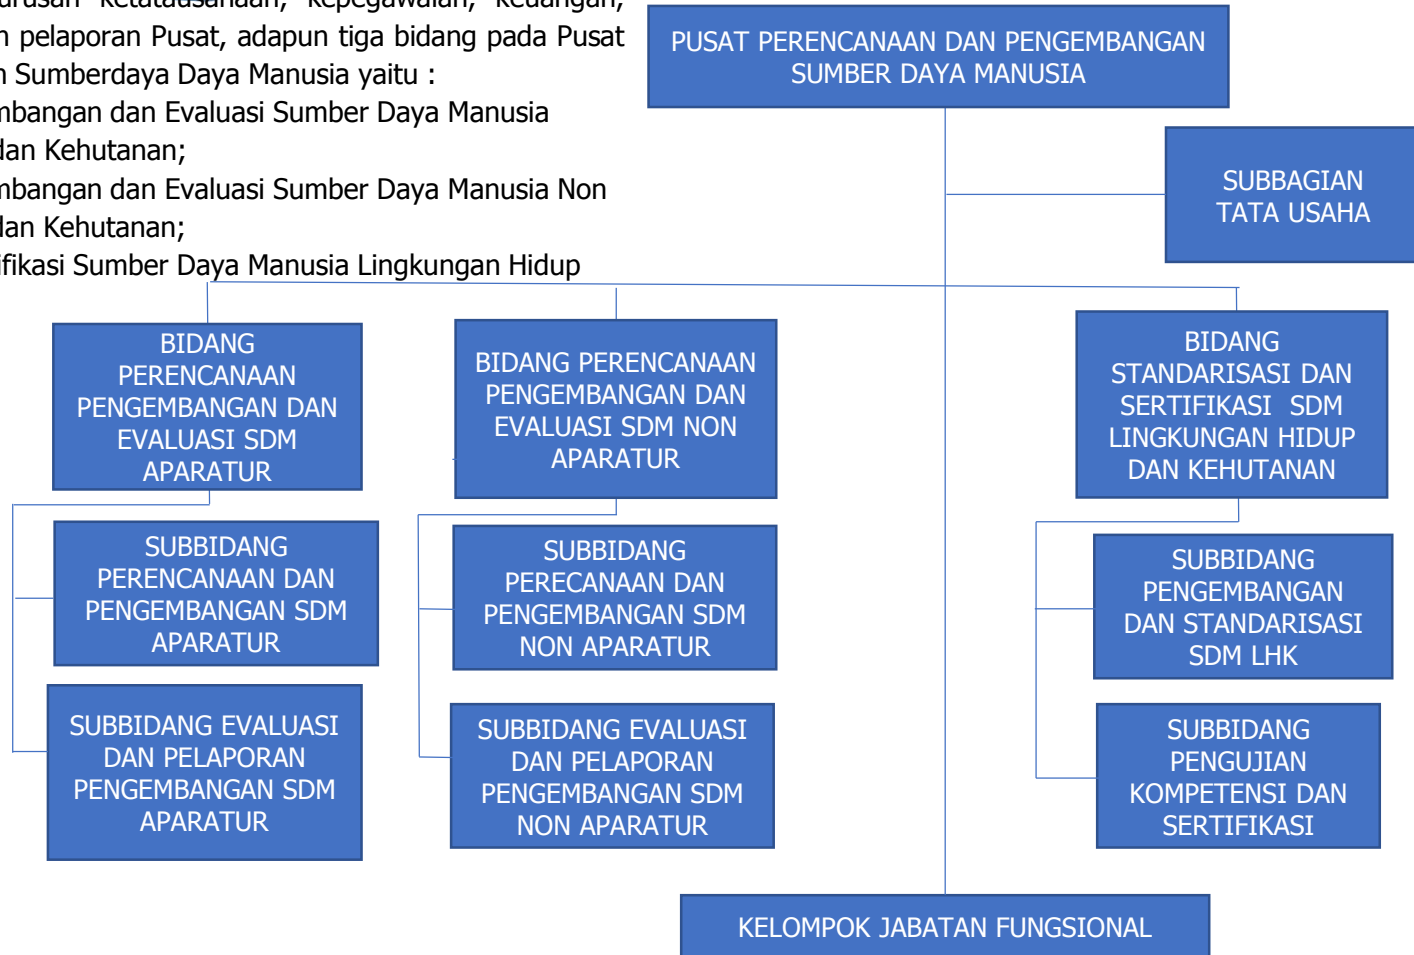 urusan ketatausahaan, kepegawaian, keuangan,
pelaporan Pusat, adapun tiga bidang pada Pusat
Sumberdaya Daya Manusia yaitu :
dan Evaluasi Sumber Daya Manusia
dan Kehutanan;
dan Evaluasi Sumber Daya Manusia Non
dan Kehutanan;
Sumber Daya Manusia Lingkungan Hidup
PUSAT PERENCANAAN DAN PENGEMBANGAN
SUMBER DAYA MANUSIA
SUBBAGIAN
TATA USAHA
BIDANG
PERENCANAAN
PENGEMBANGAN DAN
EVALUASI SDM
APARATUR
BIDANG PERENCANAAN
PENGEMBANGAN DAN
EVALUASI SDM NON
APARATUR
BIDANG
STANDARISASI DAN
SERTIFIKASI SDM
LINGKUNGAN HIDUP
DAN KEHUTANAN
SUBBIDANG
PERENCANAAN DAN
PENGEMBANGAN SDM
APARATUR
SUBBIDANG
PERECANAAN DAN
PENGEMBANGAN SDM
NON APARATUR
SUBBIDANG
PENGEMBANGAN
DAN STANDARISASI
SDM LHK
SUBBIDANG EVALUASI
DAN PELAPORAN
PENGEMBANGAN SDM
APARATUR
SUBBIDANG EVALUASI
DAN PELAPORAN
PENGEMBANGAN SDM
NON APARATUR
SUBBIDANG
PENGUJIAN
KOMPETENSI DAN
SERTIFIKASI
KELOMPOK JABATAN FUNGSIONAL